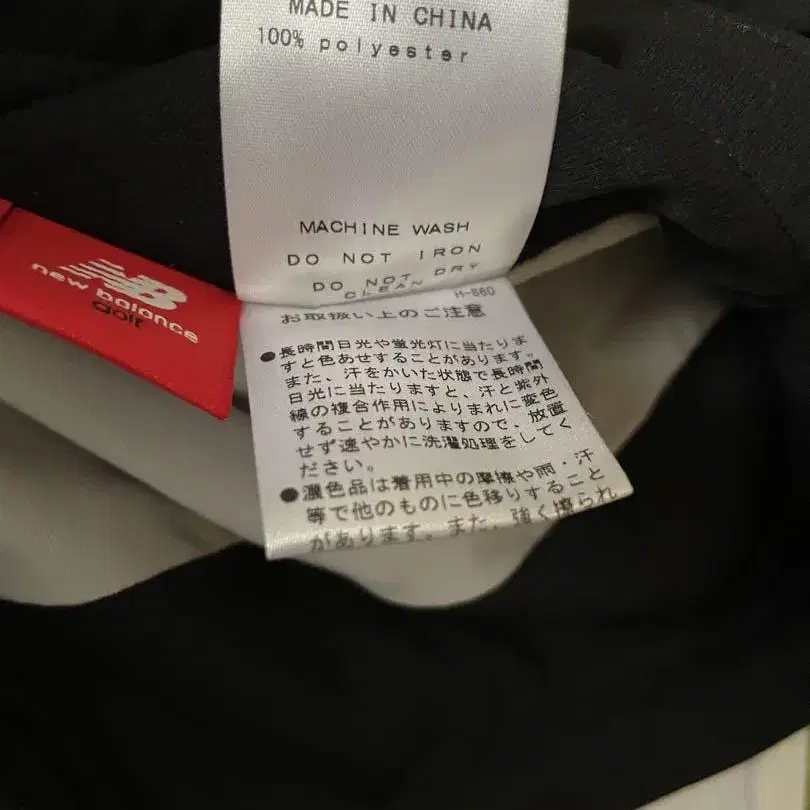 MADE IN CHINA
100% polyester
MACHINE WASH
DO NOT IRON
DO NOT DRY
CLEAN
H-660
new balance
golf
お取扱い上のご注意
●長時間日光や蛍光灯に当たりま
すと色あせすることがあります。
また、汗をかいた状態で長時間
日光に当たりますと、汗と紫外
線の複合作用によりまれに変色
することがありますので、放置
せず速やかに洗濯処理をしてく
ださい。
●濃色品は着用中の摩擦や雨・汗
等で他のものに色移りすること
があります。また、強く擦られ